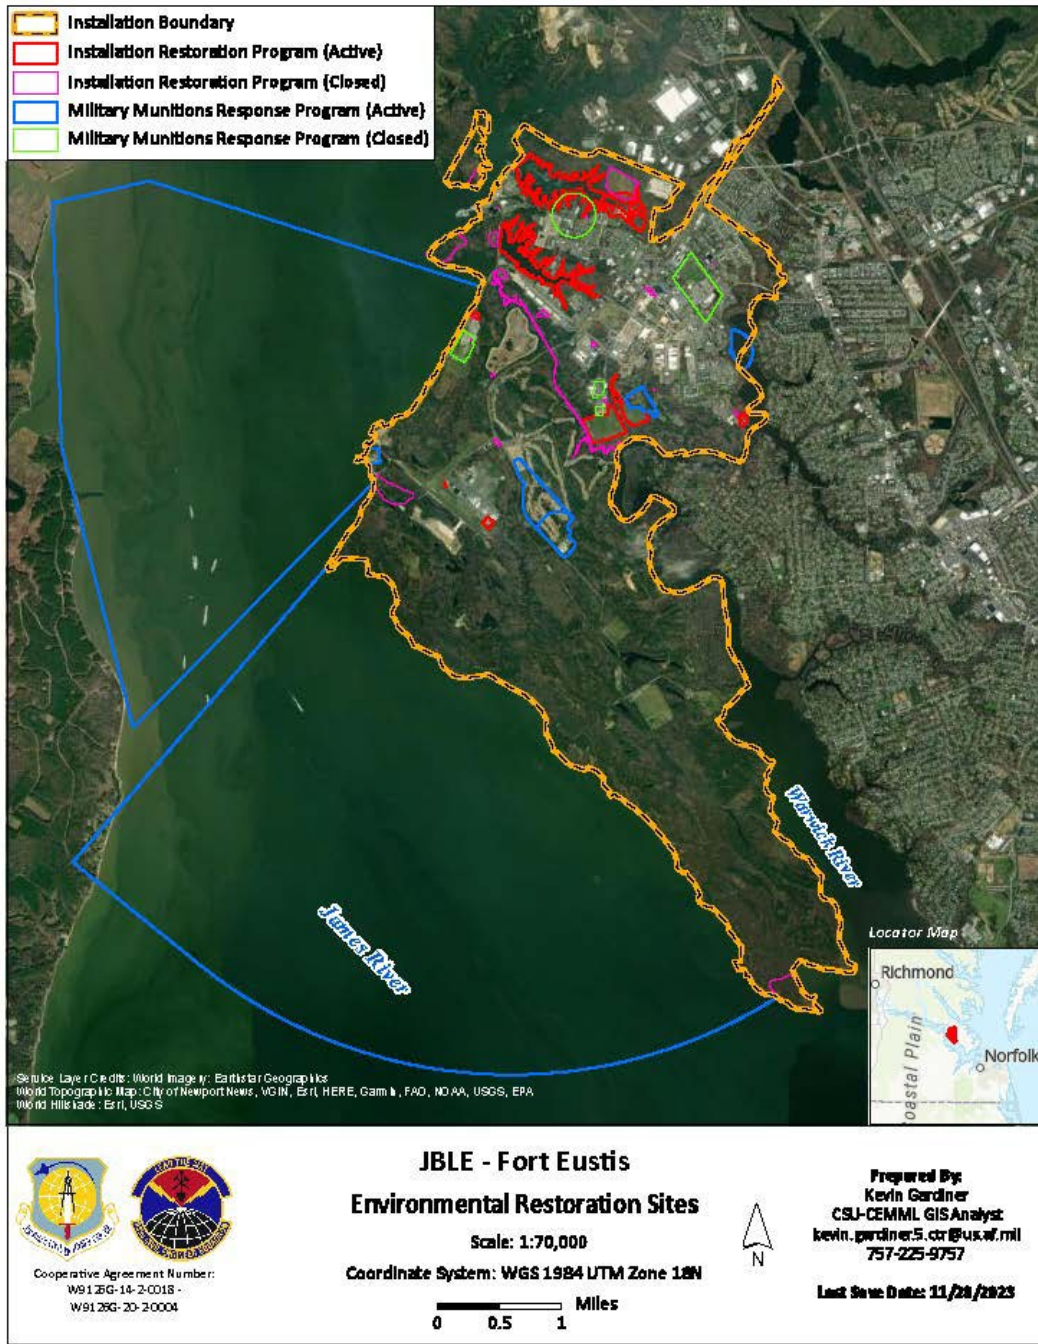 Installation Boundary
Installation Restoration Program (Active)
Installation Restoration Program (Closed)
Military Munitions Response Program (Active)
Military Munitions Response Program (Closed)
Warwick River
James River
Locator Map
Richmond
Coastal Plain
Norfolk
Service Layer Credits: World Imagery: Earthstar Geographics
World Topographic Map: City of Newport News, VGIN, Esri, HERE, Garmin, FAO, NOAA, USGS, EPA
World Hillshade: Esri, USGS
JBLE - Fort Eustis
Environmental Restoration Sites
Scale: 1:70,000
Coordinate System: WGS 1984 UTM Zone 18N
Miles
0 0.5 1
N
Cooperative Agreement Number:
W9126G-14-2-0018 -
W9126G-20-2-0004
Prepared By:
Kevin Gardiner
CSU-CEMML GIS Analyst
kevin.gardiner.5.ctr@us.af.mil
757-225-9757
Last Save Date: 11/28/2023